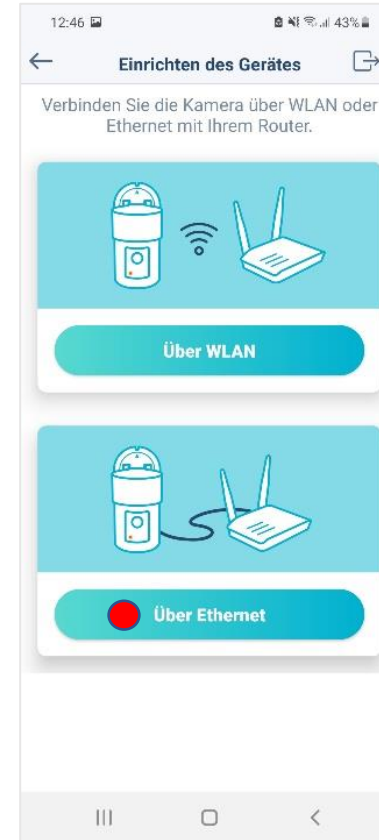 12:46 43%
Einrichten des Gerätes
Verbinden Sie die Kamera über WLAN oder
Ethernet mit Ihrem Router.
Über WLAN
Über Ethernet